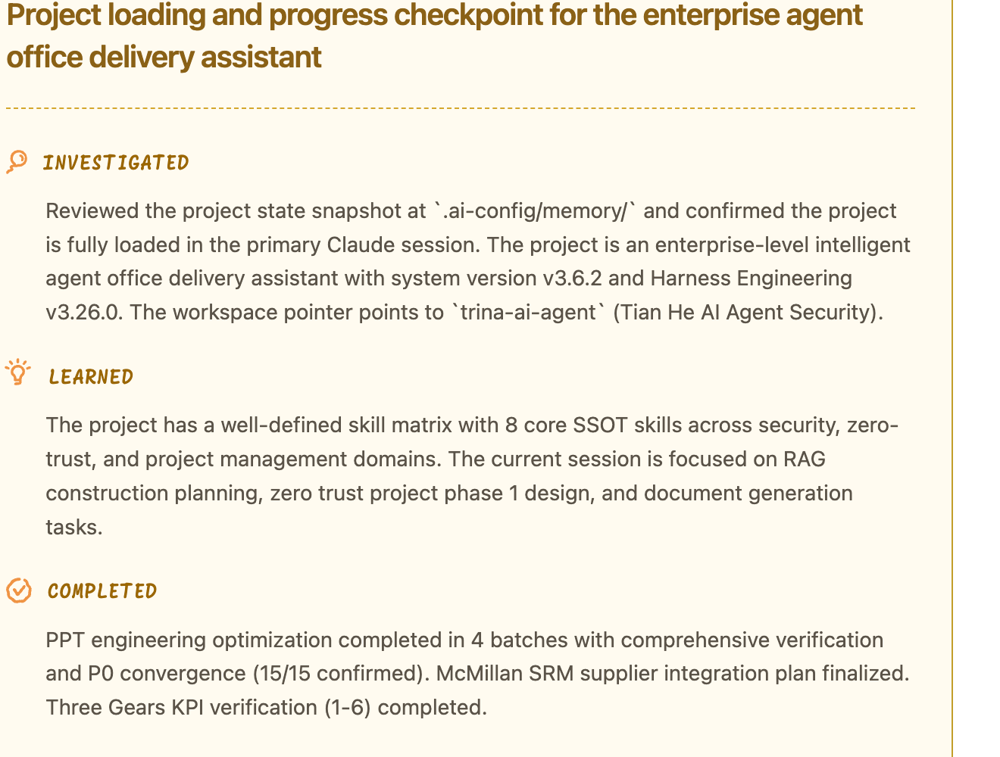 Project loading and progress checkpoint for the enterprise agent
office delivery assistant
INVESTIGATED
Reviewed the project state snapshot at `.ai-config/memory/` and confirmed the project
is fully loaded in the primary Claude session. The project is an enterprise-level intelligent
agent office delivery assistant with system version v3.6.2 and Harness Engineering
v3.26.0. The workspace pointer points to `trina-ai-agent` (Tian He AI Agent Security).
LEARNED
The project has a well-defined skill matrix with 8 core SSOT skills across security, zero-
trust, and project management domains. The current session is focused on RAG
construction planning, zero trust project phase 1 design, and document generation
tasks.
COMPLETED
PPT engineering optimization completed in 4 batches with comprehensive verification
and P0 convergence (15/15 confirmed). McMillan SRM supplier integration plan finalized.
Three Gears KPI verification (1-6) completed.